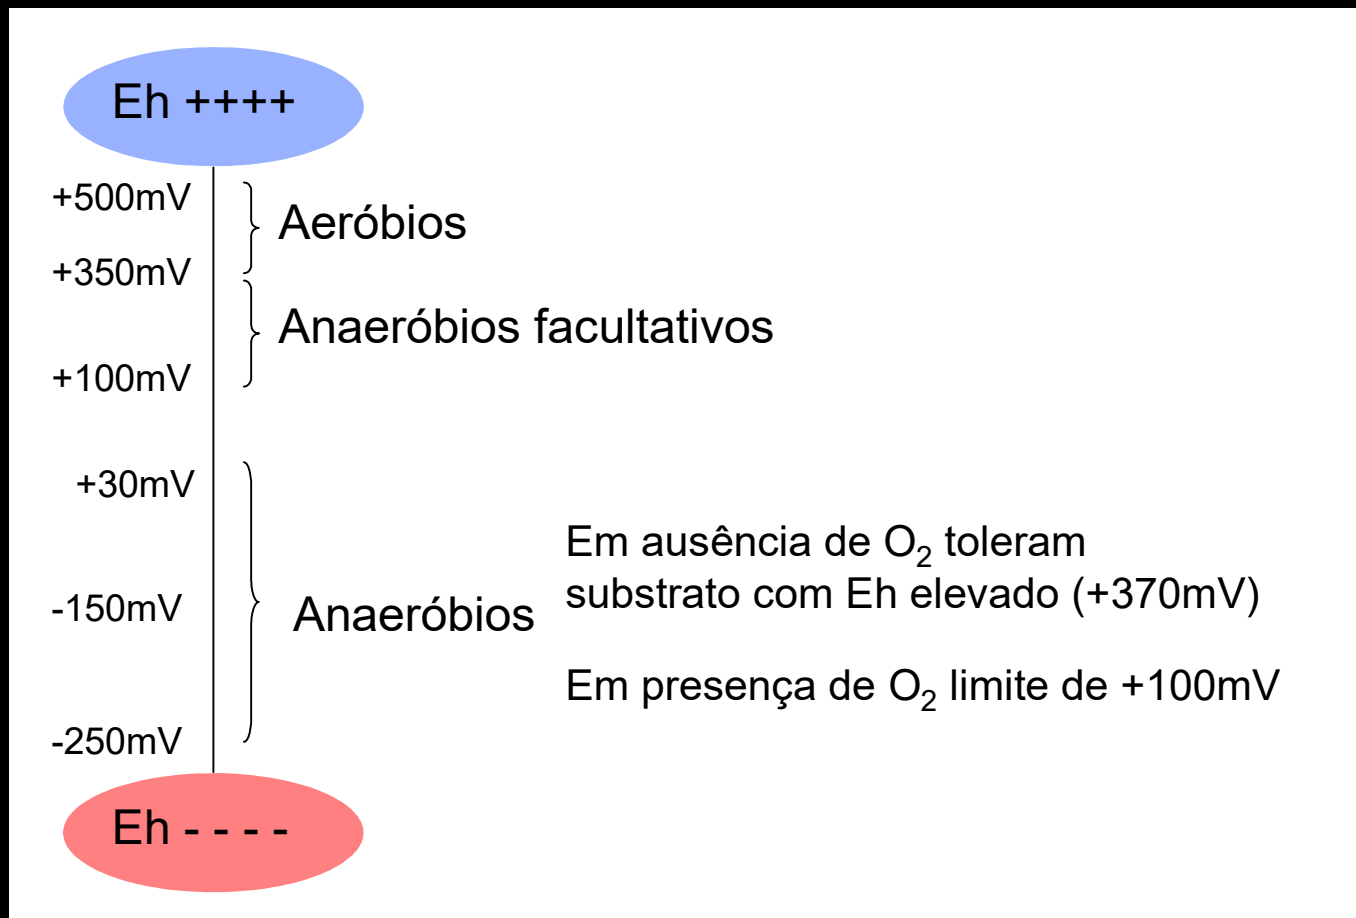 Eh ++++
+500mV
Aeróbios
+350mV
Anaeróbios facultativos
+100mV
+30mV
Em ausência de O₂ toleram
substrato com Eh elevado (+370mV)
-150mV
Anaeróbios
Em presença de O₂ limite de +100mV
-250mV
Eh - - - -